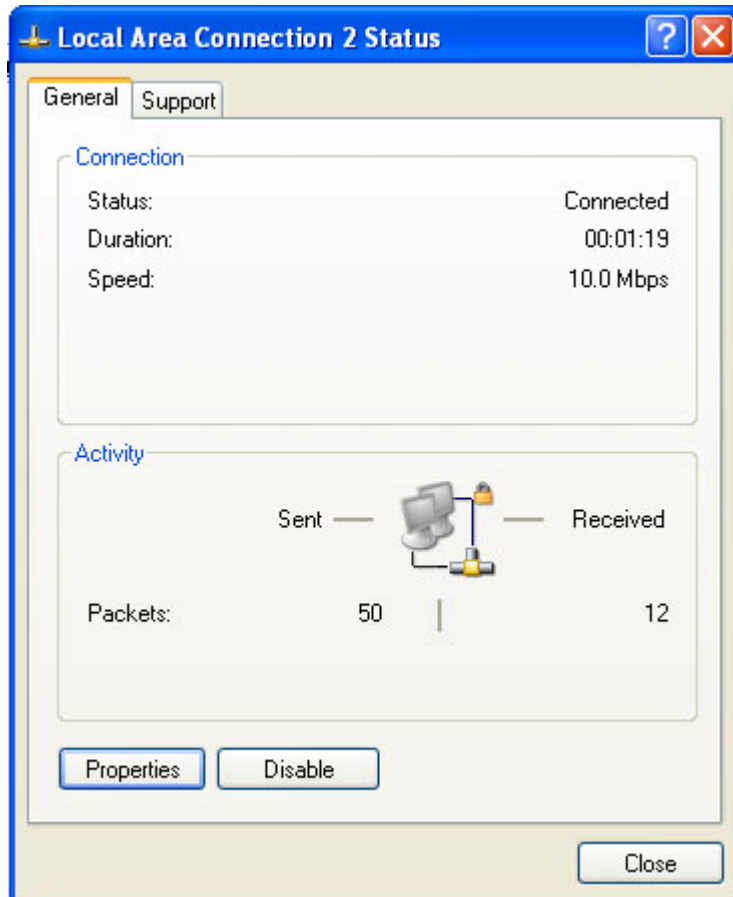 Local Area Connection 2 Status
General Support
Connection
Status: Connected
Duration: 00:01:19
Speed: 10.0 Mbps
Activity
Sent Received
Packets: 50 12
Properties Disable
Close